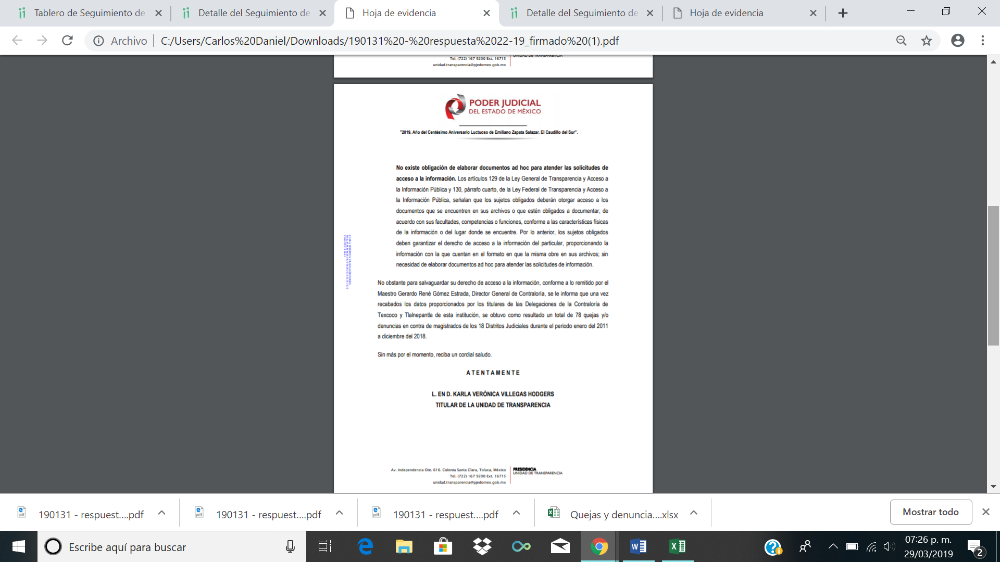 Tablero de Seguimiento de
Detalle del Seguimiento de
Hoja de evidencia
Detalle del Seguimiento de
Hoja de evidencia
Archivo | C:/Users/Carlos%20Daniel/Downloads/190131%20-%20respuesta%2022-19_firmado%20(1).pdf
Tel. (722) 167 9200 Ext. 16715
UNIDAD DE TRANSPARENCIA
unidad.transparencia@pjedomex.gob.mx
PODER JUDICIAL
DEL ESTADO DE MÉXICO
"2019. Año del Centésimo Aniversario Luctuoso de Emiliano Zapata Salazar. El Caudillo del Sur".
No existe obligación de elaborar documentos ad hoc para atender las solicitudes de
acceso a la información. Los artículos 129 de la Ley General de Transparencia y Acceso a
la Información Pública y 130, párrafo cuarto, de la Ley Federal de Transparencia y Acceso a
la Información Pública, señalan que los sujetos obligados deberán otorgar acceso a los
documentos que se encuentren en sus archivos o que estén obligados a documentar, de
acuerdo con sus facultades, competencias o funciones, conforme a las características físicas
de la información o del lugar donde se encuentre. Por lo anterior, los sujetos obligados
deben garantizar el derecho de acceso a la información del particular, proporcionando la
información con la que cuentan en el formato en que la misma obre en sus archivos; sin
necesidad de elaborar documentos ad hoc para atender las solicitudes de información.
No obstante para salvaguardar su derecho de acceso a la información, conforme a lo remitido por el
Maestro Gerardo René Gómez Estrada, Director General de Contraloría, se le informa que una vez
recabados los datos proporcionados por los titulares de las Delegaciones de la Contraloría de
Texcoco y Tlalnepantla de esta institución, se obtuvo como resultado un total de 78 quejas y/o
denuncias en contra de magistrados de los 18 Distritos Judiciales durante el periodo enero del 2011
a diciembre del 2018.
Sin más por el momento, reciba un cordial saludo.
A T E N T A M E N T E
L. EN D. KARLA VERÓNICA VILLEGAS HODGERS
TITULAR DE LA UNIDAD DE TRANSPARENCIA
Av. Independencia Ote. 616. Colonia Santa Clara, Toluca, México
Tel. (722) 167 9200 Ext. 16715
unidad.transparencia@pjedomex.gob.mx
PRESIDENCIA
UNIDAD DE TRANSPARENCIA
190131 - respuest....pdf
190131 - respuest....pdf
190131 - respuest....pdf
Quejas y denuncia....xlsx
Mostrar todo
Escribe aquí para buscar
07:26 p. m.
29/03/2019
2